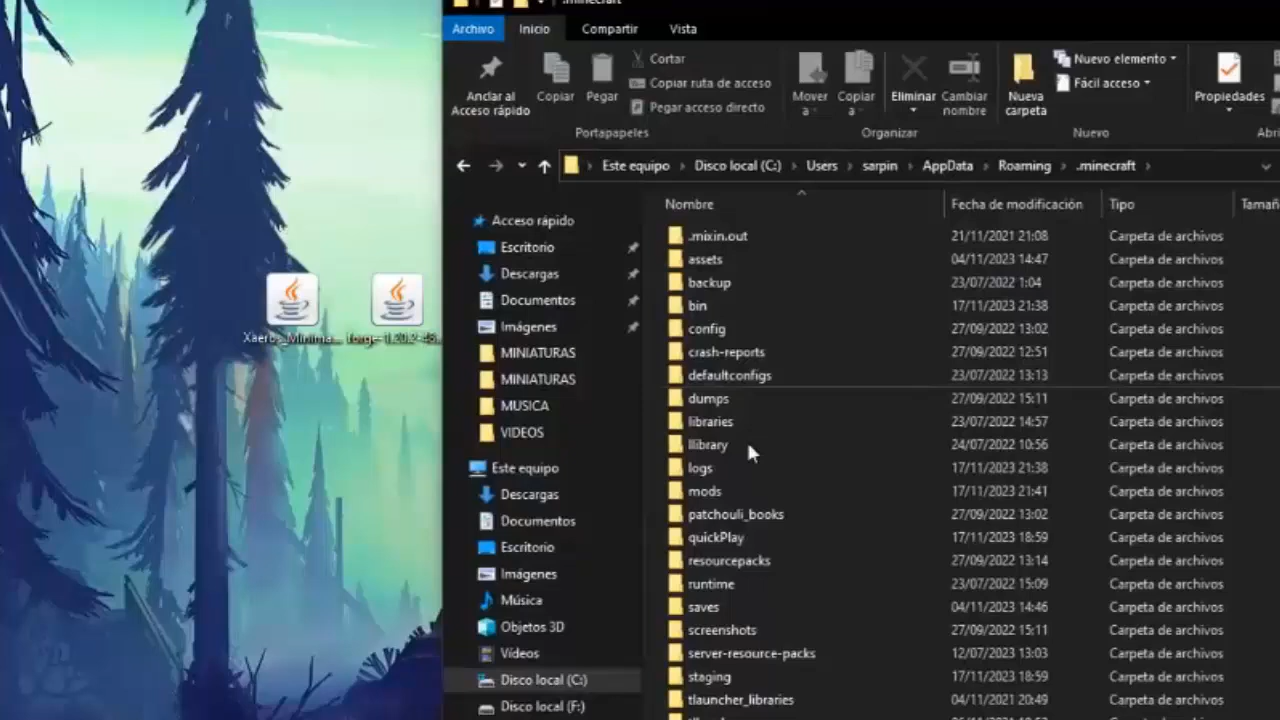 .minecraft
Archivo Inicio Compartir Vista
Anclar al Acceso rápido
Copiar
Pegar
Cortar
Copiar ruta de acceso
Pegar acceso directo
Mover a
Copiar a
Eliminar
Cambiar nombre
Nueva carpeta
Nuevo elemento
Fácil acceso
Propiedades
Portapapeles Organizar Nuevo Abri
Este equipo Disco local (C:) Users sarpin AppData Roaming .minecraft
Xaeros_Minima... forge-1.20.2-48...
Acceso rápido
Escritorio
Descargas
Documentos
Imágenes
MINIATURAS
MINIATURAS
MUSICA
VIDEOS
Este equipo
Descargas
Documentos
Escritorio
Imágenes
Música
Objetos 3D
Vídeos
Disco local (C:)
Disco local (F:)
Nombre Fecha de modificación Tipo Tamañ
.mixin.out 21/11/2021 21:08 Carpeta de archivos
assets 04/11/2023 14:47 Carpeta de archivos
backup 23/07/2022 1:04 Carpeta de archivos
bin 17/11/2023 21:38 Carpeta de archivos
config 27/09/2022 13:02 Carpeta de archivos
crash-reports 27/09/2022 12:51 Carpeta de archivos
defaultconfigs 23/07/2022 13:13 Carpeta de archivos
dumps 27/09/2022 15:11 Carpeta de archivos
libraries 23/07/2022 14:57 Carpeta de archivos
llibrary 24/07/2022 10:56 Carpeta de archivos
logs 17/11/2023 21:38 Carpeta de archivos
mods 17/11/2023 21:41 Carpeta de archivos
patchouli_books 27/09/2022 13:02 Carpeta de archivos
quickPlay 17/11/2023 18:59 Carpeta de archivos
resourcepacks 27/09/2022 13:14 Carpeta de archivos
runtime 23/07/2022 15:09 Carpeta de archivos
saves 04/11/2023 14:46 Carpeta de archivos
screenshots 27/09/2022 15:11 Carpeta de archivos
server-resource-packs 12/07/2023 13:03 Carpeta de archivos
staging 17/11/2023 18:59 Carpeta de archivos
tlauncher_libraries 04/11/2021 20:49 Carpeta de archivos